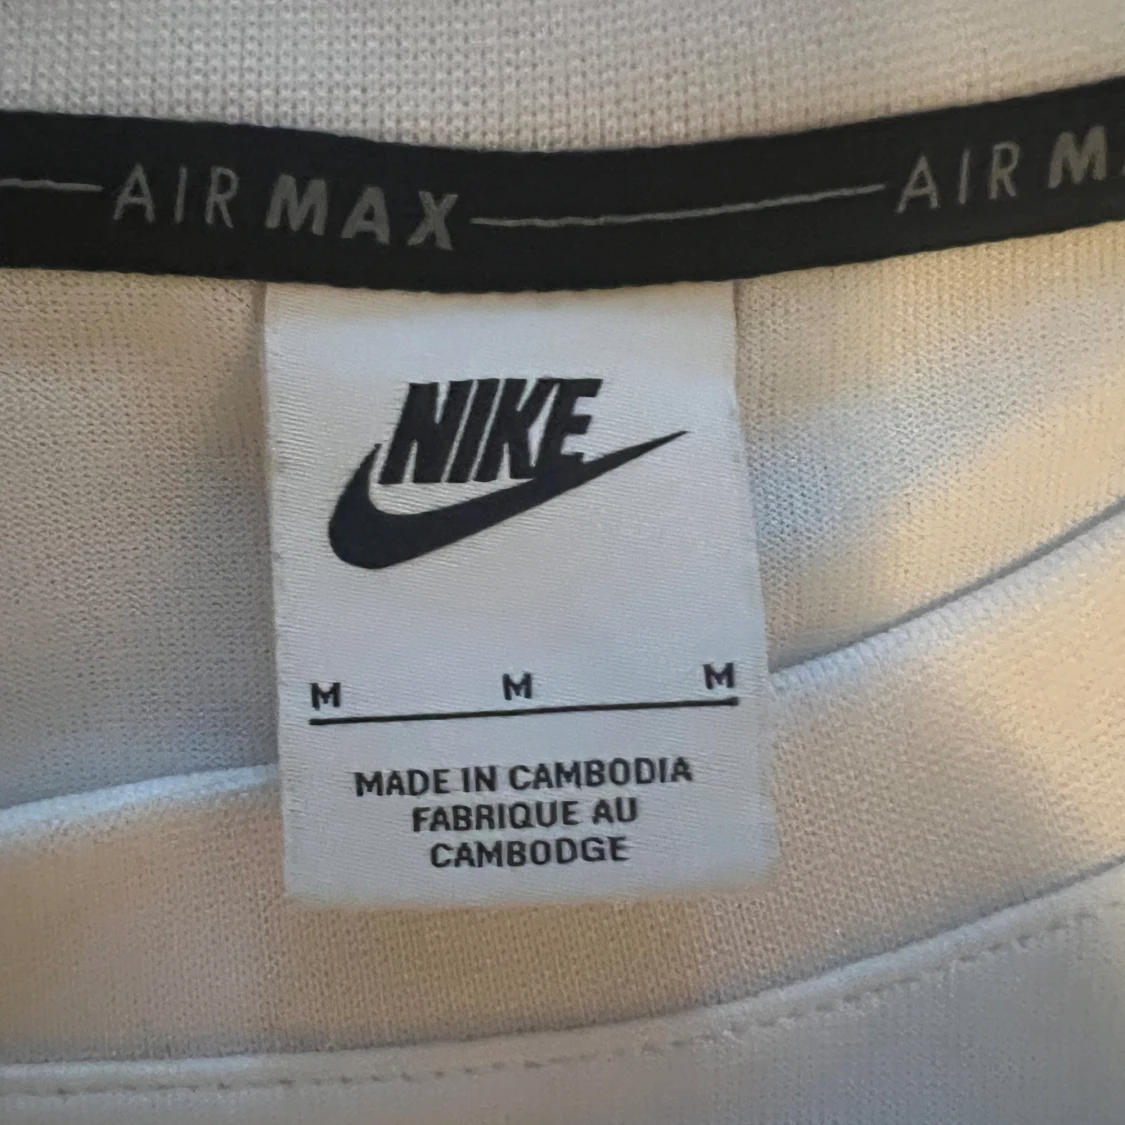 AIR MAX AIR M
NIKE
M M M
MADE IN CAMBODIA
FABRIQUE AU
CAMBODGE